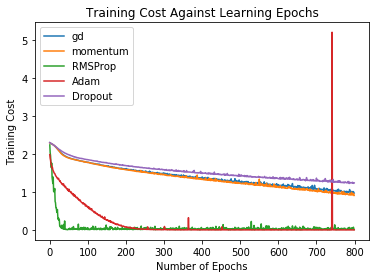 Training Cost Against Learning Epochs
gd
momentum
RMSProp
Adam
Dropout
Training Cost
5
4
3
2
1
0
0 100 200 300 400 500 600 700 800
Number of Epochs